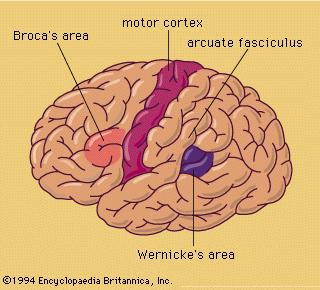 motor cortex
Broca's area
arcuate fasciculus
Wernicke's area
©1994 Encyclopaedia Britannica, Inc.